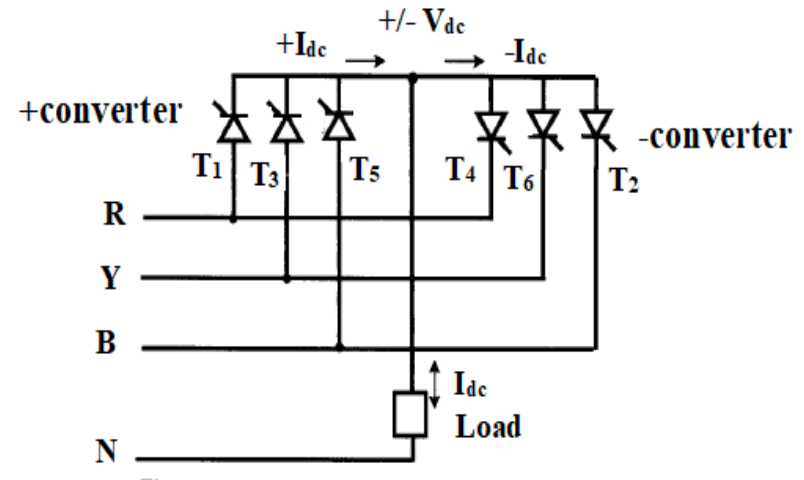 +/- Vdc
+Idc
-Idc
+converter
-converter
T1
T3
T5
T4
T6
T2
R
Y
B
Idc
Load
N